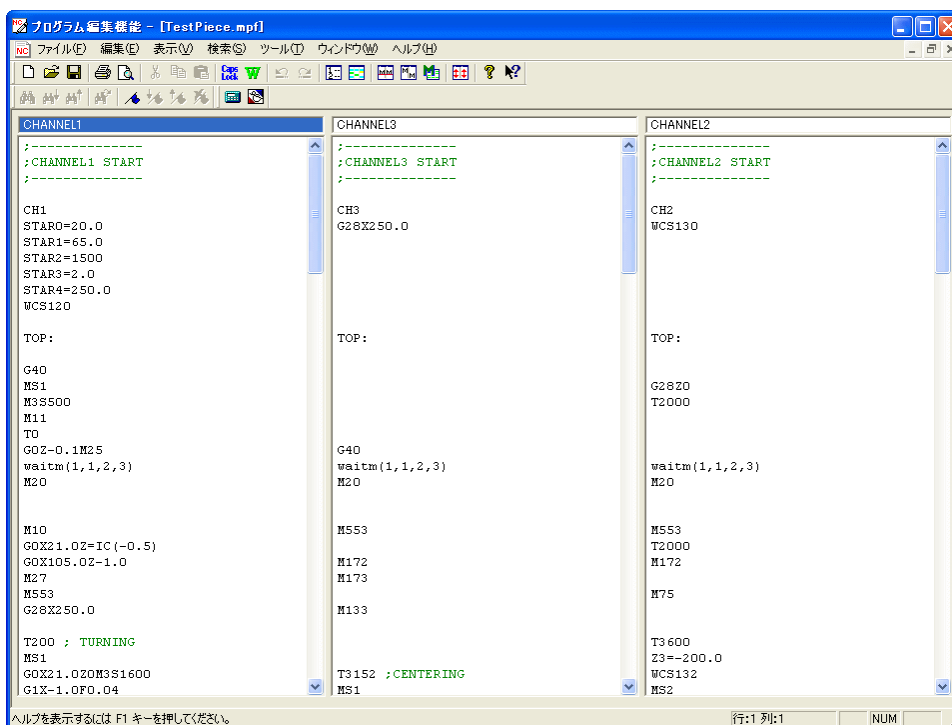 プログラム編集機能 - [TestPiece.mpf]
ファイル(F) 編集(E) 表示(V) 検索(S) ツール(T) ウィンドウ(W) ヘルプ(H)
CHANNEL1
;--------------
;CHANNEL1 START
;--------------
CH1
STAR0=20.0
STAR1=65.0
STAR2=1500
STAR3=2.0
STAR4=250.0
WCS120
TOP:
G40
MS1
M3S500
M11
T0
G0Z-0.1M25
waitm(1,1,2,3)
M20
M10
G0X21.0Z=IC(-0.5)
G0X105.0Z-1.0
M27
M553
G28X250.0
T200 ; TURNING
MS1
G0X21.0Z0M3S1600
G1X-1.0F0.04
CHANNEL3
;--------------
;CHANNEL3 START
;--------------
CH3
G28X250.0
TOP:
G40
waitm(1,1,2,3)
M20
M553
M172
M173
M133
T3152 ;CENTERING
MS1
CHANNEL2
;--------------
;CHANNEL2 START
;--------------
CH2
WCS130
TOP:
G28Z0
T2000
waitm(1,1,2,3)
M20
M553
T2000
M172
M75
T3600
Z3=-200.0
WCS132
MS2
ヘルプを表示するには F1 キーを押してください。
行:1 列:1
NUM